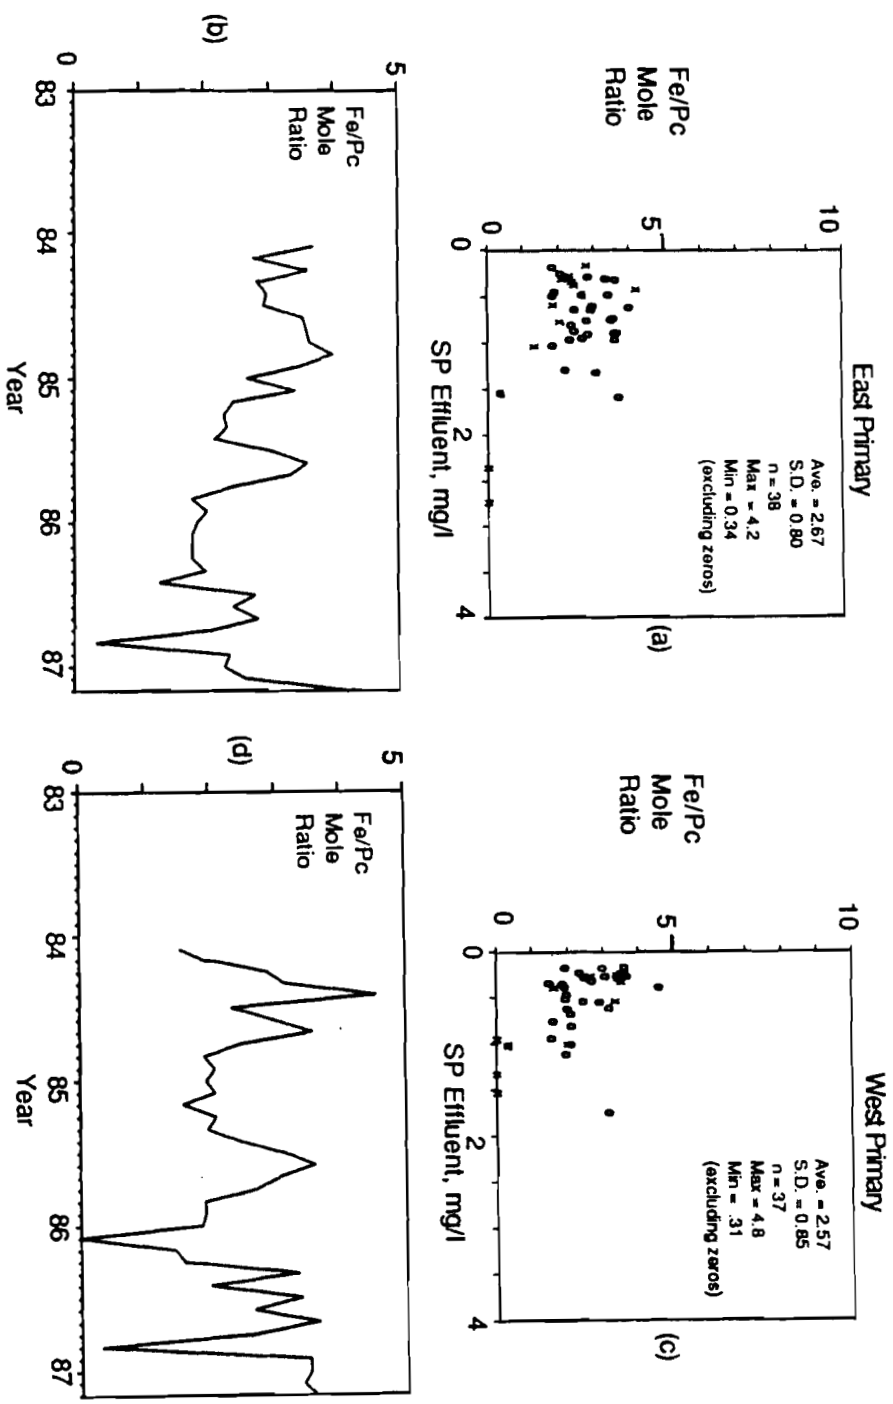 East Primary
10
Fe/Pc
Mole
Ratio
5
0
Ave. = 2.67
S.D. = 0.80
n = 38
Max = 4.2
Min = 0.34
(excluding zeros)
0
2
4
SP Effluent, mg/l
(a)
5
Fe/Pc
Mole
Ratio
0
83
84
85
86
87
Year
(b)
West Primary
10
Fe/Pc
Mole
Ratio
5
0
Ave. = 2.57
S.D. = 0.85
n = 37
Max = 4.8
Min = .31
(excluding zeros)
0
2
4
SP Effluent, mg/l
(c)
5
Fe/Pc
Mole
Ratio
0
83
84
85
86
87
Year
(d)